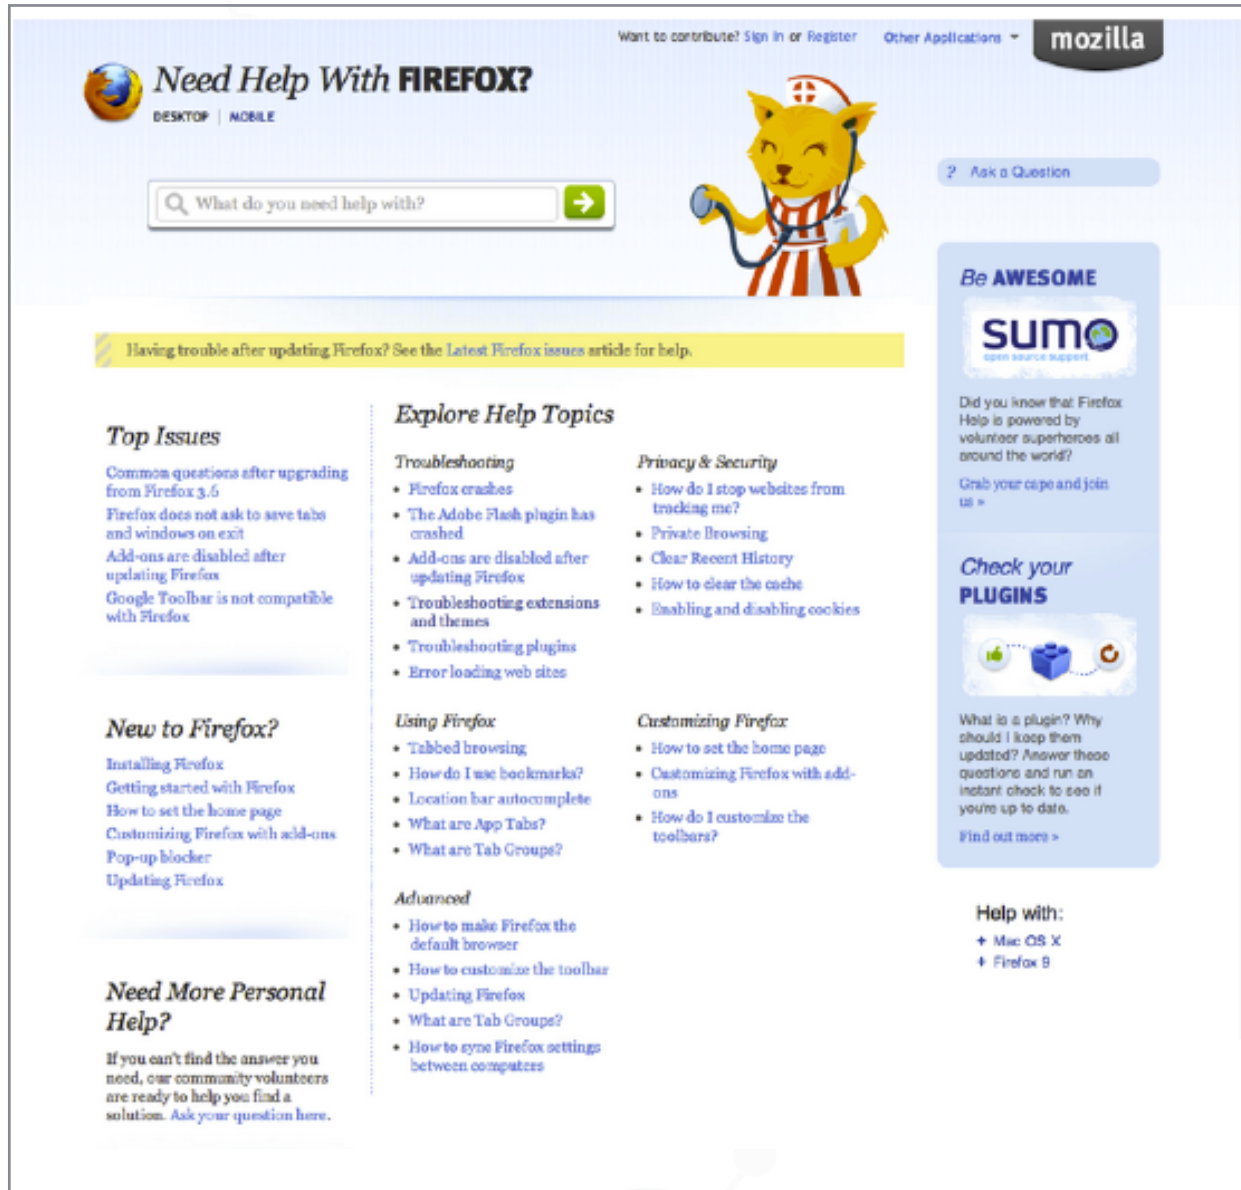 Want to contribute? Sign In or Register
Other Applications
mozilla
Need Help With FIREFOX?
DESKTOP | MOBILE
What do you need help with?
? Ask a Question
Having trouble after updating Firefox? See the Latest Firefox issues article for help.
Top Issues
Common questions after upgrading
from Firefox 3.6
Firefox does not ask to save tabs
and windows on exit
Add-ons are disabled after
updating Firefox
Google Toolbar is not compatible
with Firefox
New to Firefox?
Installing Firefox
Getting started with Firefox
How to set the home page
Customizing Firefox with add-ons
Pop-up blocker
Updating Firefox
Need More Personal
Help?
If you can't find the answer you
need, our community volunteers
are ready to help you find a
solution. Ask your question here.
Explore Help Topics
Troubleshooting
• Firefox crashes
• The Adobe Flash plugin has
crashed
• Add-ons are disabled after
updating Firefox
• Troubleshooting extensions
and themes
• Troubleshooting plugins
• Error loading web sites
Privacy & Security
• How do I stop websites from
tracking me?
• Private Browsing
• Clear Recent History
• How to clear the cache
• Enabling and disabling cookies
Using Firefox
• Tabbed browsing
• How do I use bookmarks?
• Location bar autocomplete
• What are App Tabs?
• What are Tab Groups?
Customizing Firefox
• How to set the home page
• Customizing Firefox with add-
ons
• How do I customize the
toolbars?
Advanced
• How to make Firefox the
default browser
• How to customize the toolbar
• Updating Firefox
• What are Tab Groups?
• How to sync Firefox settings
between computers
Be AWESOME
sumo
open source support
Did you know that Firefox
Help is powered by
volunteer superheroes all
around the world?
Grab your cape and join
us »
Check your
PLUGINS
What is a plugin? Why
should I keep them
updated? Answer these
questions and run an
instant check to see if
you're up to date.
Find out more »
Help with:
+ Mac OS X
+ Firefox 9